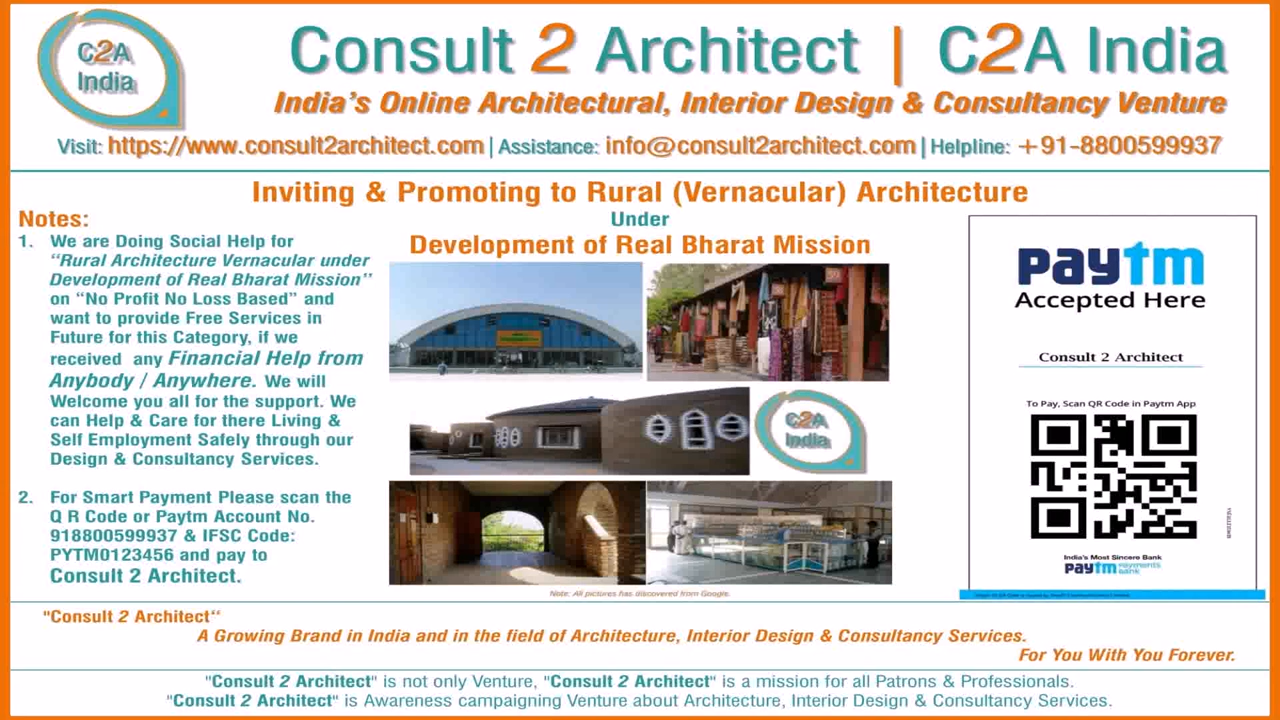 C2A
India
Consult 2 Architect | C2A India
India's Online Architectural, Interior Design & Consultancy Venture
Visit: https://www.consult2architect.com | Assistance: info@consult2architect.com | Helpline: +91-8800599937
Inviting & Promoting to Rural (Vernacular) Architecture
Under
Development of Real Bharat Mission
Notes:
1. We are Doing Social Help for
“Rural Architecture Vernacular under
Development of Real Bharat Mission”
on “No Profit No Loss Based” and
want to provide Free Services in
Future for this Category, if we
received any Financial Help from
Anybody / Anywhere. We will
Welcome you all for the support. We
can Help & Care for there Living &
Self Employment Safely through our
Design & Consultancy Services.
2. For Smart Payment Please scan the
Q R Code or Paytm Account No.
918800599937 & IFSC Code:
PYTM0123456 and pay to
Consult 2 Architect.
C2A
India
Note: All pictures has discovered from Google.
paytm
Accepted Here
Consult 2 Architect
To Pay, Scan QR Code in Paytm App
India's Most Sincere Bank
paytm payments
bank
"Consult 2 Architect“
A Growing Brand in India and in the field of Architecture, Interior Design & Consultancy Services.
For You With You Forever.
"Consult 2 Architect" is not only Venture, "Consult 2 Architect" is a mission for all Patrons & Professionals.
"Consult 2 Architect" is Awareness campaigning Venture about Architecture, Interior Design & Consultancy Services.